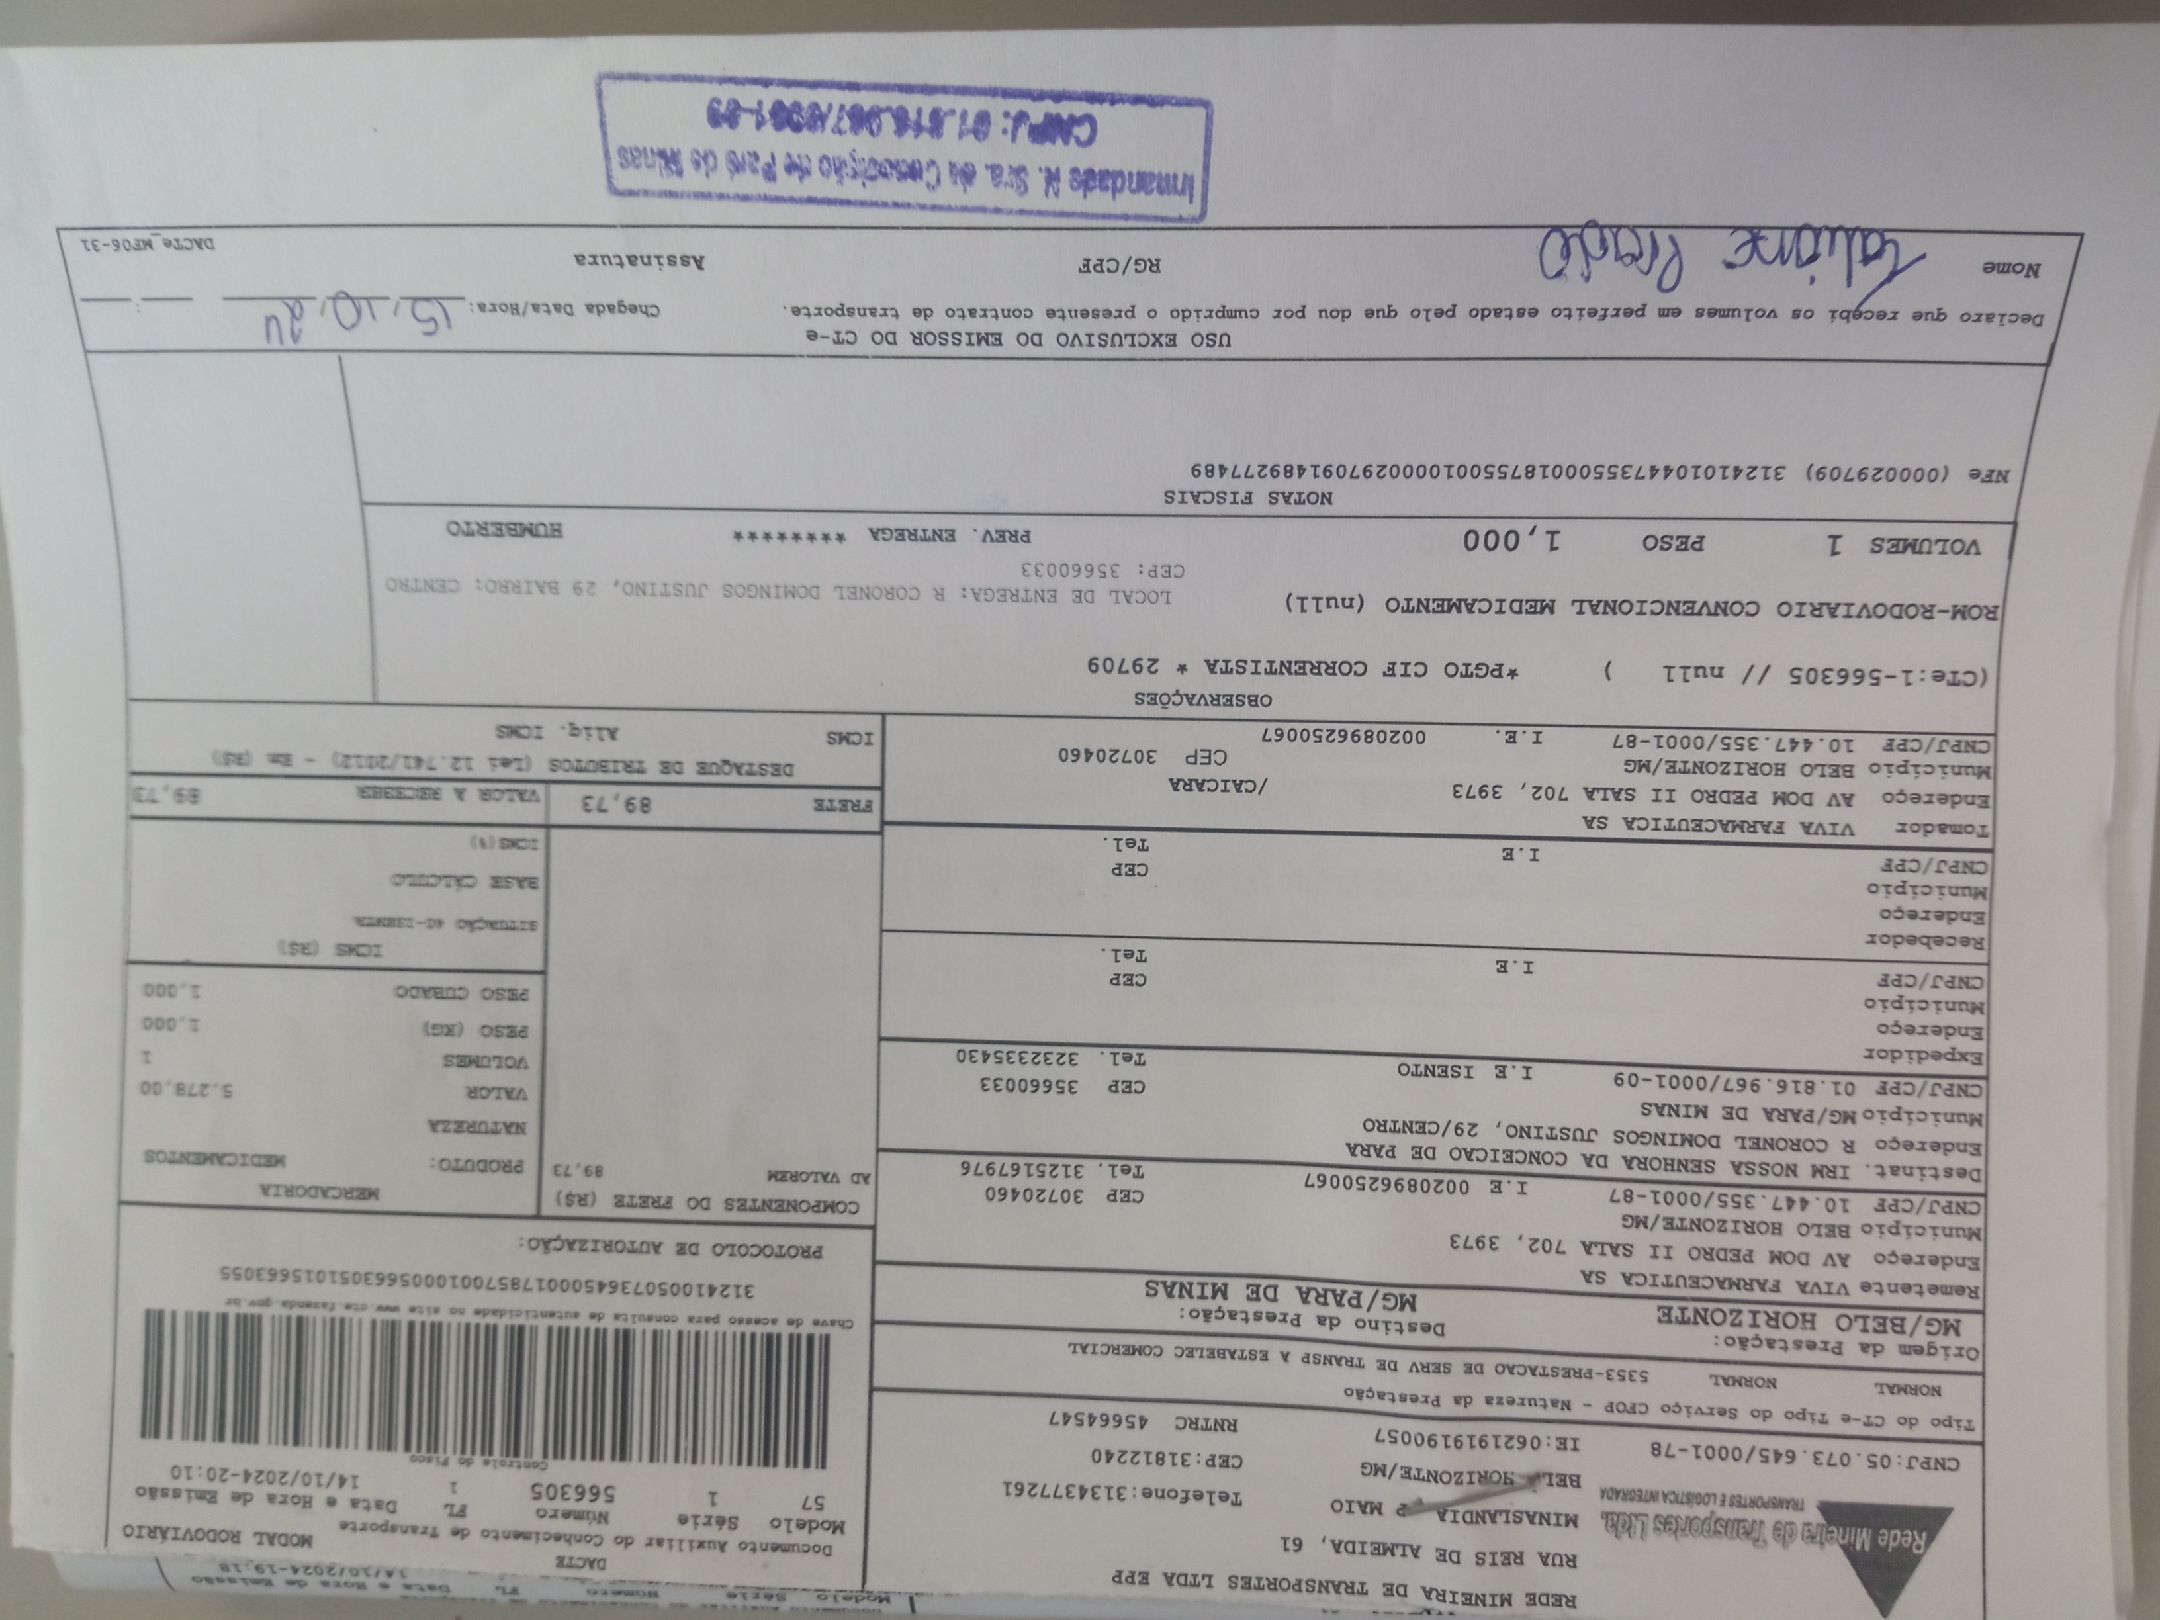 REDE MINEIRA DE TRANSPORTES LTDA EPP
RUA REIS DE ALMEIDA, 61
MINASLANDIA P MAIO Telefone:3134377261
HORIZONTE/MG CEP:31812240
CNPJ:05.073.645/0001-78 IE:0621919190057 RNTRC 45664547
Rede Mineira de Transportes Ltda.
TRANSPORTES E LOGÍSTICA INTEGRADA
DACTE
Documento Auxiliar do Conhecimento de Transporte MODAL RODOVIÁRIO
Modelo Série Número FL Data e Hora de Emissão
57 1 566305 1 14/10/2024-20:10
Controle do Fisco
Chave de acesso para consulta de autenticidade no site www.cte.fazenda.gov.br
31241005073645000178570010005663051015663055
PROTOCOLO DE AUTORIZAÇÃO:
Tipo do CT-e Tipo do Serviço CFOP - Natureza da Prestação
NORMAL NORMAL 5353-PRESTACAO DE SERV DE TRANSP A ESTABELEC COMERCIAL
Origem da Prestação: Destino da Prestação:
MG/BELO HORIZONTE MG/PARA DE MINAS
Remetente VIVA FARMACEUTICA SA
Endereço AV DOM PEDRO II SALA 702, 3973
Município BELO HORIZONTE/MG CEP 30720460
CNPJ/CPF 10.447.355/0001-87 I.E 0020896250067 Tel. 3125167976
Destinat. IRM NOSSA SENHORA DA CONCEICAO DE PARA
Endereço R CORONEL DOMINGOS JUSTINO, 29/CENTRO
Município MG/PARA DE MINAS CEP 35660033
CNPJ/CPF 01.816.967/0001-09 I.E ISENTO Tel. 3232335430
Expedidor
Endereço
Município CEP
CNPJ/CPF I.E Tel.
Recebedor
Endereço
Município CEP
CNPJ/CPF I.E Tel.
Tomador VIVA FARMACEUTICA SA
Endereço AV DOM PEDRO II SALA 702, 3973 /CAICARA
Município BELO HORIZONTE/MG CEP 30720460
CNPJ/CPF 10.447.355/0001-87 I.E. 0020896250067
COMPONENTES DO FRETE (R$)
AD VALOREM 89,73
MERCADORIA
PRODUTO: MEDICAMENTOS
NATUREZA
VALOR 5.278,00
VOLUMES 1
PESO (KG) 1,000
PESO CUBADO 1,000
ICMS (R$)
SITUAÇÃO 40-ISENTA
BASE CÁLCULO
ICMS(%)
FRETE 89,73 VALOR A RECEBER 89,73
DESTAQUE DE TRIBUTOS (Lei 12.741/2012) - Em (R$)
ICMS Aliq. ICMS
OBSERVAÇÕES
(CTe:1-566305 // null ) *PGTO CIF CORRENTISTA * 29709
ROM-RODOVIARIO CONVENCIONAL MEDICAMENTO (null) LOCAL DE ENTREGA: R CORONEL DOMINGOS JUSTINO, 29 BAIRRO: CENTRO
CEP: 35660033
VOLUMES 1 PESO 1,000 PREV. ENTREGA ******** HUMBERTO
NOTAS FISCAIS
NFe (000029709) 31241010447355000187550010000297091489277489
USO EXCLUSIVO DO EMISSOR DO CT-e
Declaro que recebi os volumes em perfeito estado pelo que dou por cumprido o presente contrato de transporte. Chegada Data/Hora: 15,10,24
Nome RG/CPF Assinatura DACTe_MF06-31
Irmandade N. Sra. da Conceição de Pará de Minas
CNPJ: 01.816.967/0001-09